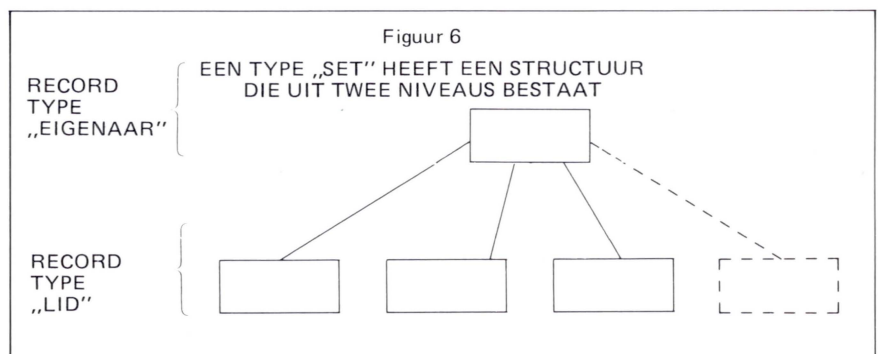 Figuur 6
EEN TYPE „SET” HEEFT EEN STRUCTUUR
DIE UIT TWEE NIVEAUS BESTAAT
RECORD
TYPE
„EIGENAAR”
RECORD
TYPE
„LID”